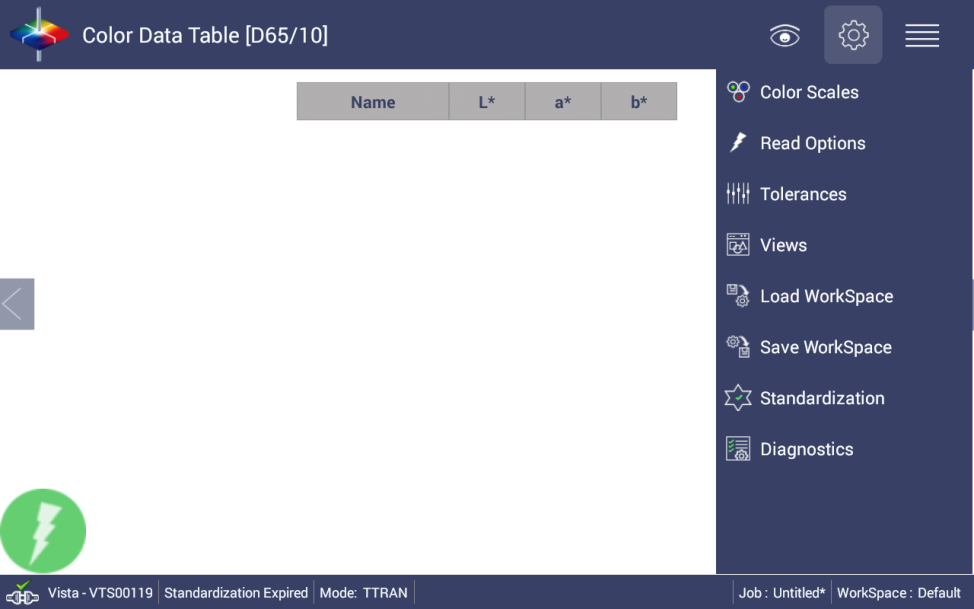 Color Data Table [D65/10]
Name L* a* b*
Color Scales
Read Options
Tolerances
Views
Load WorkSpace
Save WorkSpace
Standardization
Diagnostics
Vista - VTS00119 Standardization Expired Mode: TTRAN Job : Untitled* WorkSpace : Default